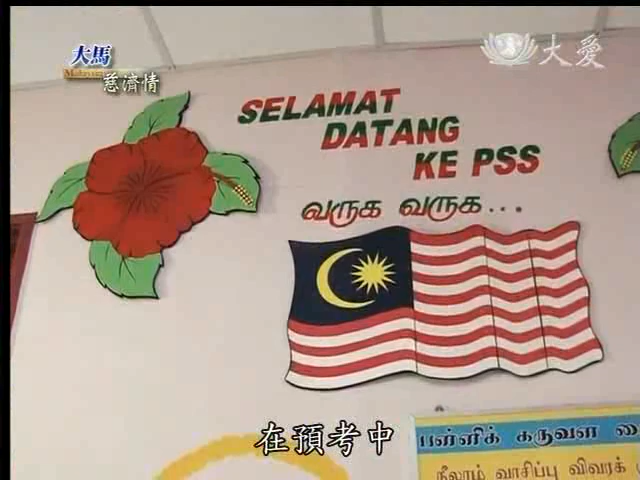 大馬
慈濟情
大愛
SELAMAT
DATANG
KE PSS
வருக வருக...
பள்ளிக் கருவள
நீலாம் வாசிப்பு விவரக்
在預考中